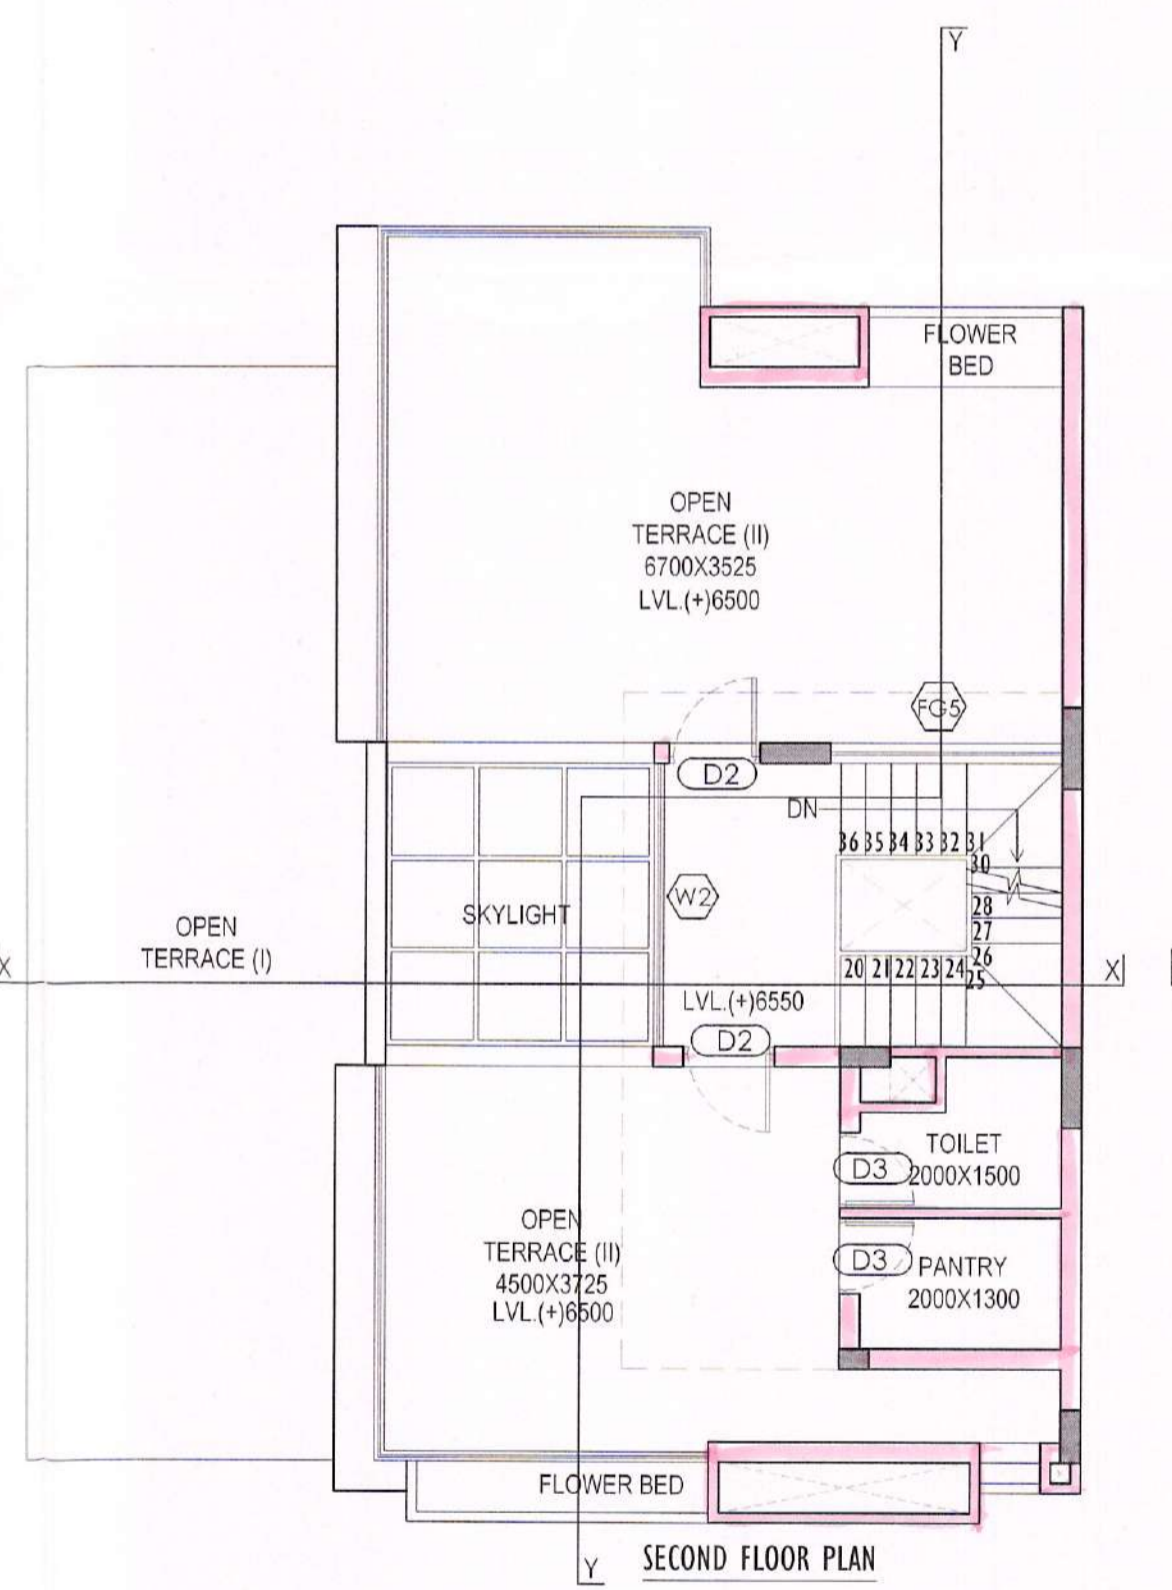 Y
FLOWER
BED
OPEN
TERRACE (II)
6700X3525
LVL.(+)6500
FG5
D2
DN
36 35 34 33 32 31
30
W2
28
SKYLIGHT
27
OPEN
TERRACE (I)
26
20 21 22 23 24 25
X
X
LVL.(+)6550
D2
TOILET
2000X1500
D3
OPEN
TERRACE (II)
4500X3725
LVL.(+)6500
D3
PANTRY
2000X1300
FLOWER BED
Y
SECOND FLOOR PLAN